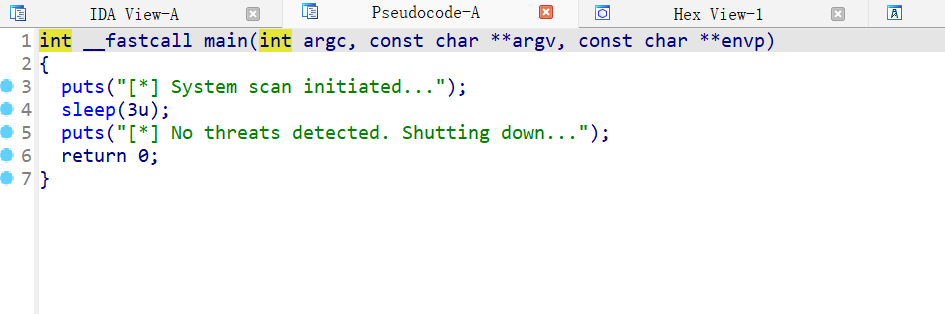 IDA View-A Pseudocode-A Hex View-1 A
1 int __fastcall main(int argc, const char **argv, const char **envp)
2 {
3 puts("[*] System scan initiated...");
4 sleep(3u);
5 puts("[*] No threats detected. Shutting down...");
6 return 0;
7 }